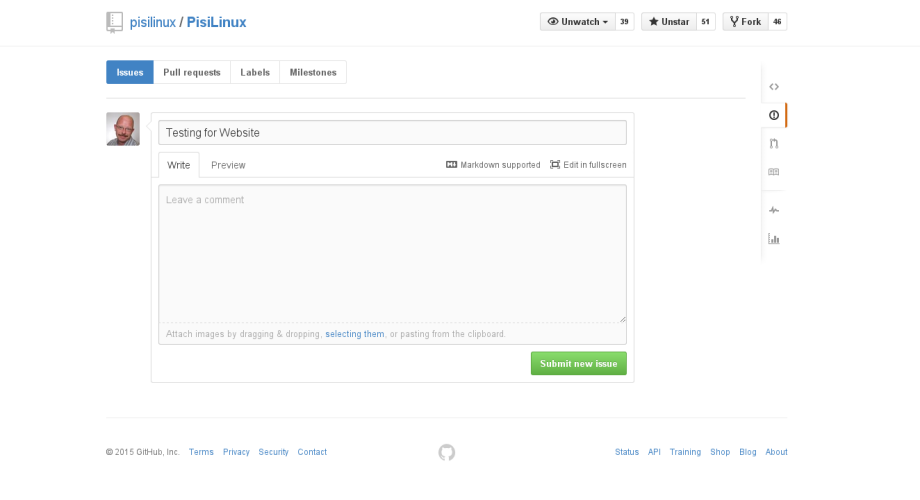 pisilinux / PisiLinux
Unwatch 39 Unstar 51 Fork 46
Issues Pull requests Labels Milestones
Testing for Website
Write Preview Markdown supported Edit in fullscreen
Leave a comment
Attach images by dragging & dropping, selecting them, or pasting from the clipboard.
Submit new issue
© 2015 GitHub, Inc. Terms Privacy Security Contact Status API Training Shop Blog About